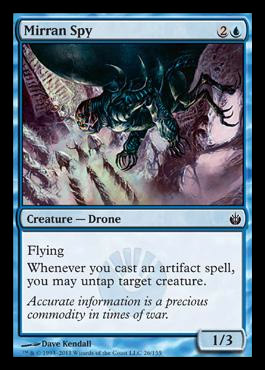 Mirran Spy 2
Creature — Drone
Flying
Whenever you cast an artifact spell,
you may untap target creature.
Accurate information is a precious
commodity in times of war.
Dave Kendall
™ & © 1993–2011 Wizards of the Coast LLC 26/155
1/3